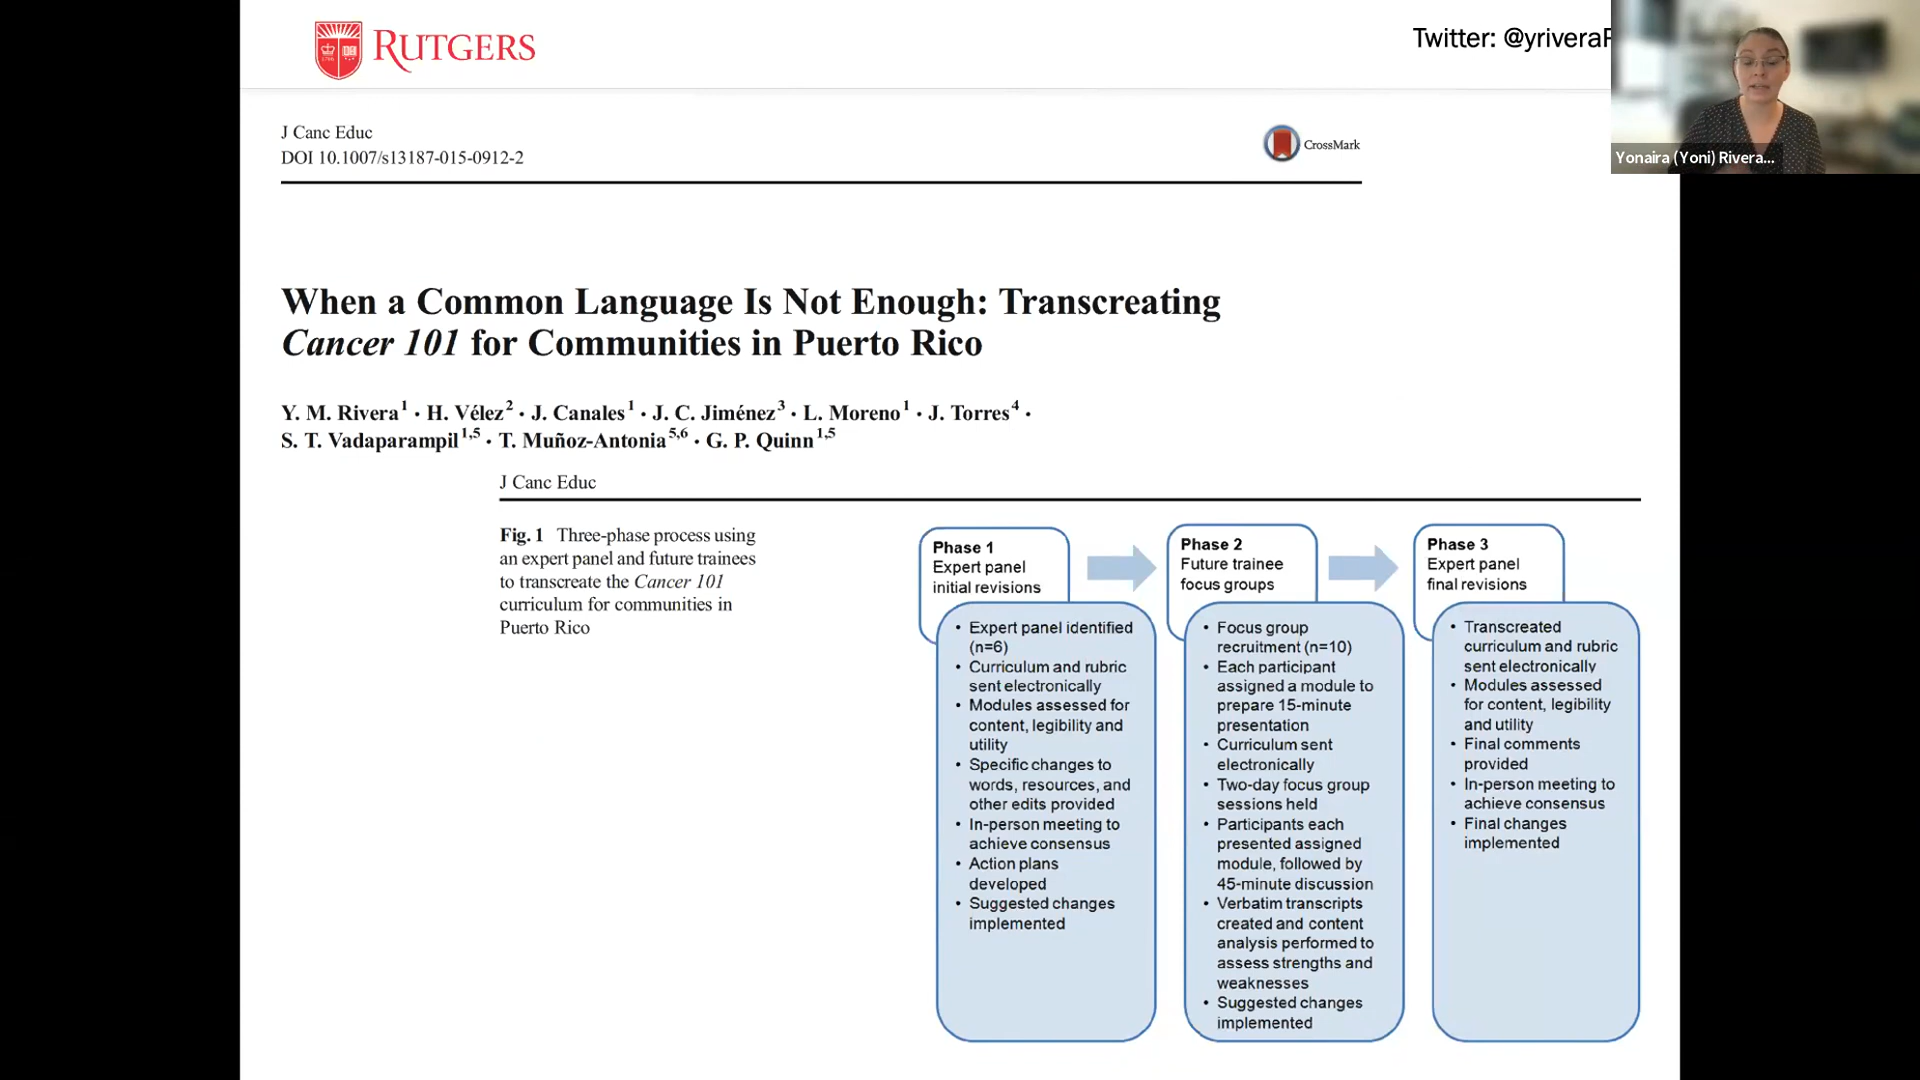 RUTGERS
Twitter: @yrivera
Yonaira (Yoni) Rivera...
J Canc Educ
DOI 10.1007/s13187-015-0912-2
CrossMark
When a Common Language Is Not Enough: Transcreating
Cancer 101 for Communities in Puerto Rico
Y. M. Rivera1 · H. Vélez2 · J. Canales1 · J. C. Jiménez3 · L. Moreno1 · J. Torres4 ·
S. T. Vadaparampil1,5 · T. Muñoz-Antonia5,6 · G. P. Quinn1,5
J Canc Educ
Fig. 1 Three-phase process using
an expert panel and future trainees
to transcreate the Cancer 101
curriculum for communities in
Puerto Rico
Phase 1
Expert panel
initial revisions
• Expert panel identified
(n=6)
• Curriculum and rubric
sent electronically
• Modules assessed for
content, legibility and
utility
• Specific changes to
words, resources, and
other edits provided
• In-person meeting to
achieve consensus
• Action plans
developed
• Suggested changes
implemented
Phase 2
Future trainee
focus groups
• Focus group
recruitment (n=10)
• Each participant
assigned a module to
prepare 15-minute
presentation
• Curriculum sent
electronically
• Two-day focus group
sessions held
• Participants each
presented assigned
module, followed by
45-minute discussion
• Verbatim transcripts
created and content
analysis performed to
assess strengths and
weaknesses
• Suggested changes
implemented
Phase 3
Expert panel
final revisions
• Transcreated
curriculum and rubric
sent electronically
• Modules assessed
for content, legibility
and utility
• Final comments
provided
• In-person meeting to
achieve consensus
• Final changes
implemented